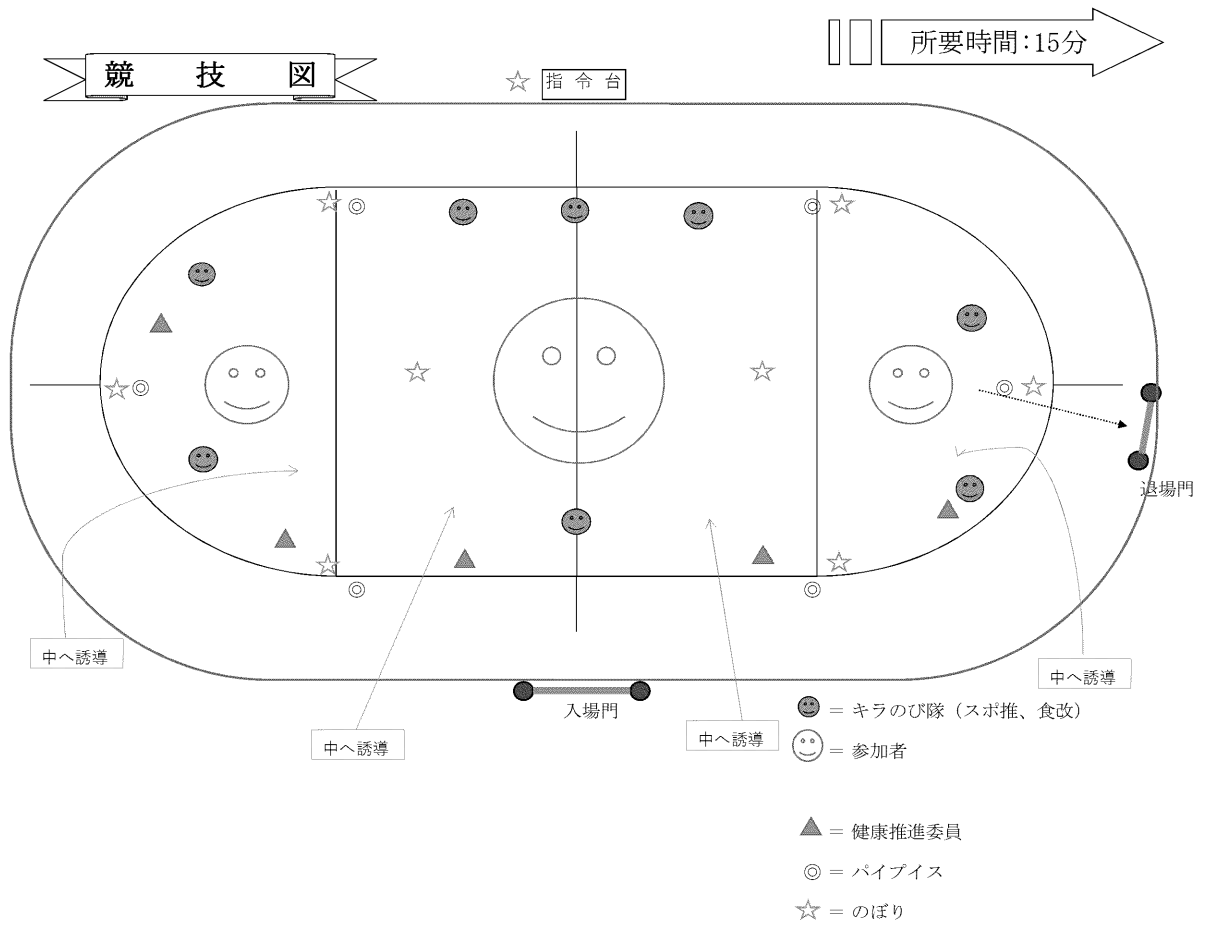 所要時間：15分
競 技 図
☆ 指 令 台
退場門
中へ誘導
中へ誘導
中へ誘導
中へ誘導
入場門
＝ キラのび隊（スポ推、食改）
＝ 参加者
▲ ＝ 健康推進委員
◎ ＝ パイプイス
☆ ＝ のぼり